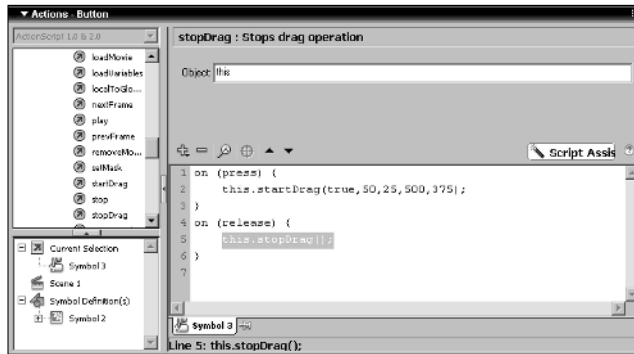 Actions - Button
ActionScript 1.0 & 2.0
loadMovie
loadVariables
localToGlo...
nextFrame
play
prevFrame
removeMo...
setMask
startDrag
stop
stopDrag
Current Selection
Symbol 3
Scene 1
Symbol Definition(s)
Symbol 2
stopDrag : Stops drag operation
Object: this
Script Assis
1 on (press) {
2 this.startDrag(true,50,25,500,375);
3 }
4 on (release) {
5 this.stopDrag();
6 }
7
Symbol 3
Line 5: this.stopDrag();